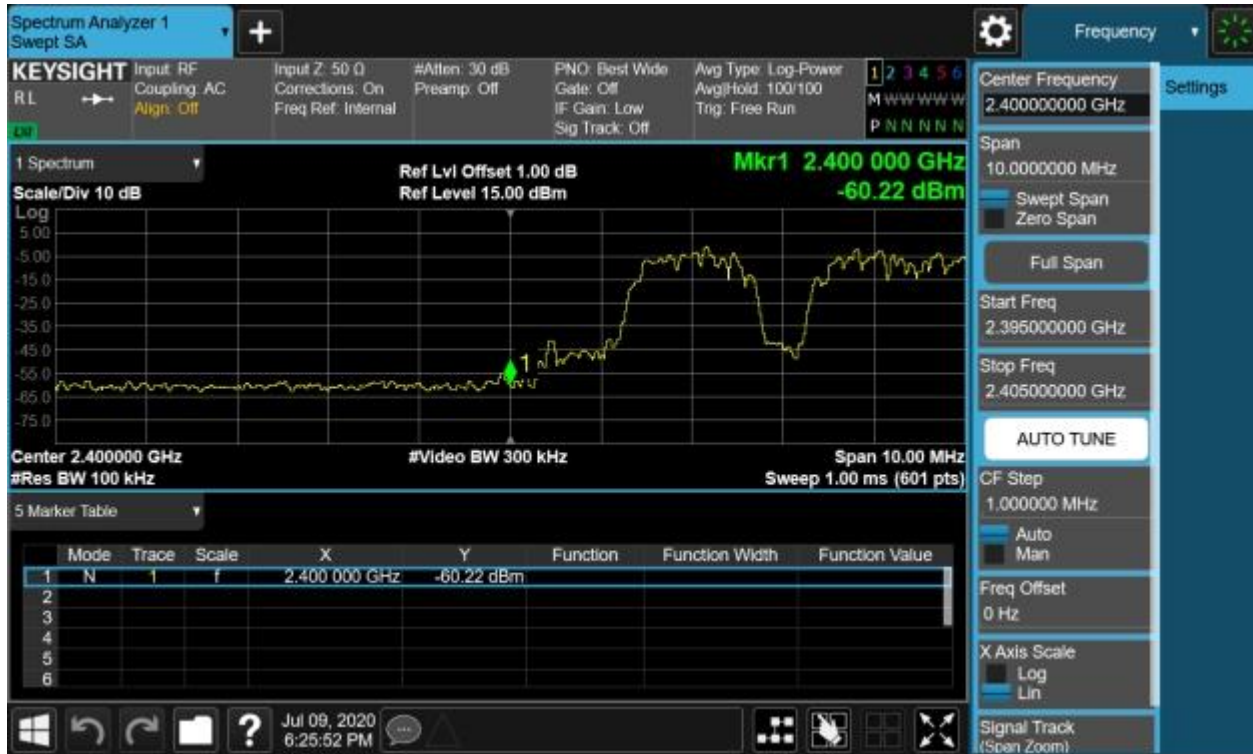 Spectrum Analyzer 1
Swept SA
+
Frequency
KEYSIGHT
RL
Input: RF
Coupling: AC
Align: Off
Input Z: 50 Ω
Corrections: On
Freq Ref: Internal
#Atten: 30 dB
Preamp: Off
PNO: Best Wide
Gate: Off
IF Gain: Low
Sig Track: Off
Avg Type: Log-Power
Avg|Hold: 100/100
Trig: Free Run
1 2 3 4 5 6
M W W W W W
P N N N N N
1 Spectrum
Scale/Div 10 dB
Ref Lvl Offset 1.00 dB
Ref Level 15.00 dBm
Mkr1 2.400 000 GHz
-60.22 dBm
Log
5.00
-5.00
-15.0
-25.0
-35.0
-45.0
-55.0
-65.0
-75.0
1
Center 2.400000 GHz
#Res BW 100 kHz
#Video BW 300 kHz
Span 10.00 MHz
Sweep 1.00 ms (601 pts)
5 Marker Table
Mode Trace Scale X Y Function Function Width Function Value
1 N 1 f 2.400 000 GHz -60.22 dBm
2
3
4
5
6
?
Jul 09, 2020
6:25:52 PM
Center Frequency
2.400000000 GHz
Settings
Span
10.0000000 MHz
Swept Span
Zero Span
Full Span
Start Freq
2.395000000 GHz
Stop Freq
2.405000000 GHz
AUTO TUNE
CF Step
1.000000 MHz
Auto
Man
Freq Offset
0 Hz
X Axis Scale
Log
Lin
Signal Track
(Span Zoom)